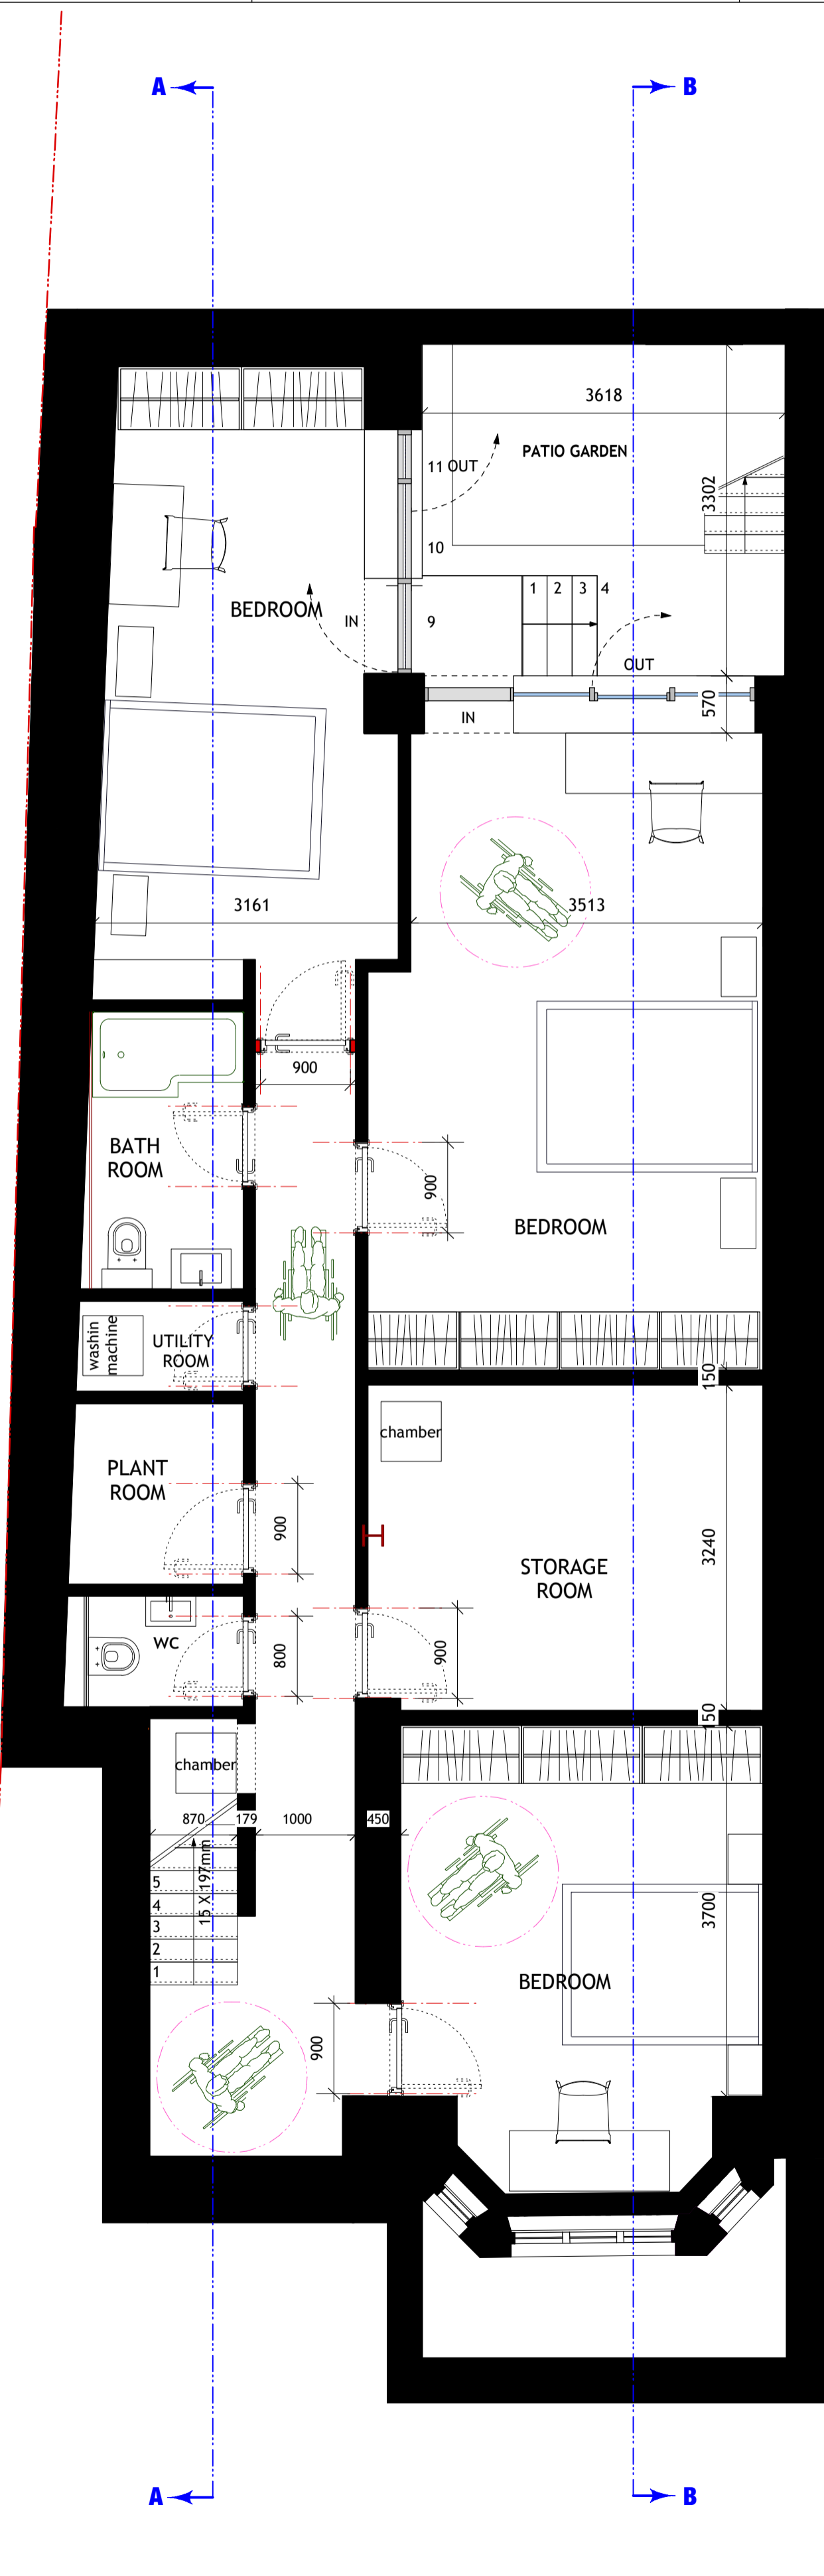 A
B
3618
11 OUT
PATIO GARDEN
3302
10
1 2 3 4
BEDROOM
IN
9
OUT
570
IN
3161
3513
900
BATH
ROOM
900
BEDROOM
washin
machine
UTILITY
ROOM
150
chamber
PLANT
ROOM
900
3240
STORAGE
ROOM
WC
800
900
150
chamber
870
179
1000
450
15 X 197mm
5
4
3
2
1
3700
BEDROOM
900
A
B